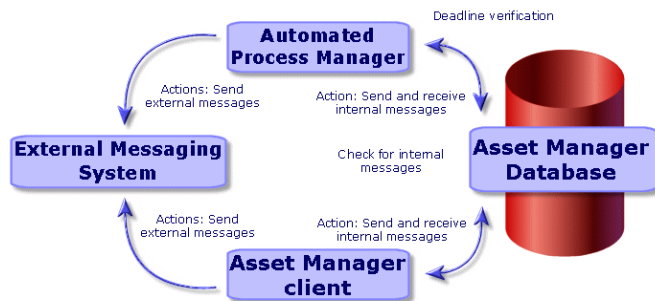 Deadline verification
Automated
Process Manager
Actions: Send
external messages
Action: Send and receive
internal messages
External Messaging
System
Check for internal
messages
Asset Manager
Database
Actions: Send
external messages
Action: Send and receive
internal messages
Asset Manager
client